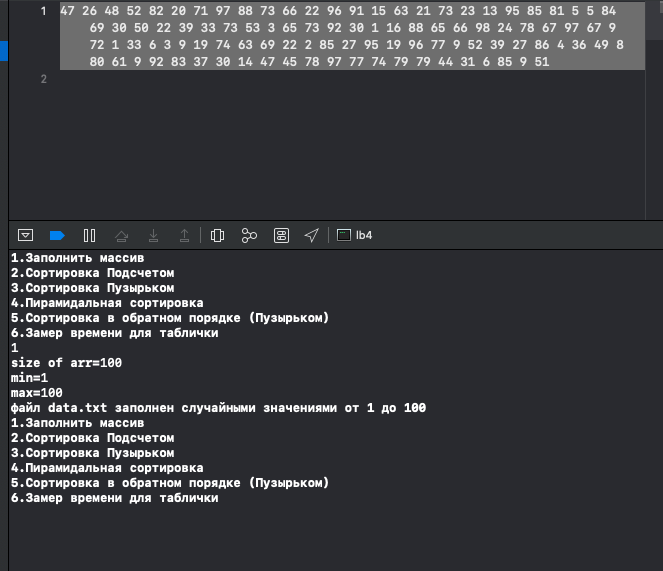 1 47 26 48 52 82 20 71 97 88 73 66 22 96 91 15 63 21 73 23 13 95 85 81 5 5 84
69 30 50 22 39 33 73 53 3 65 73 92 30 1 16 88 65 66 98 24 78 67 97 67 9
72 1 33 6 3 9 19 74 63 69 22 2 85 27 95 19 96 77 9 52 39 27 86 4 36 49 8
80 61 9 92 83 37 30 14 47 45 78 97 77 74 79 79 44 31 6 85 9 51
2
lb4
1.Заполнить массив
2.Сортировка Подсчетом
3.Сортировка Пузырьком
4.Пирамидальная сортировка
5.Сортировка в обратном порядке (Пузырьком)
6.Замер времени для таблички
1
size of arr=100
min=1
max=100
файл data.txt заполнен случайными значениями от 1 до 100
1.Заполнить массив
2.Сортировка Подсчетом
3.Сортировка Пузырьком
4.Пирамидальная сортировка
5.Сортировка в обратном порядке (Пузырьком)
6.Замер времени для таблички